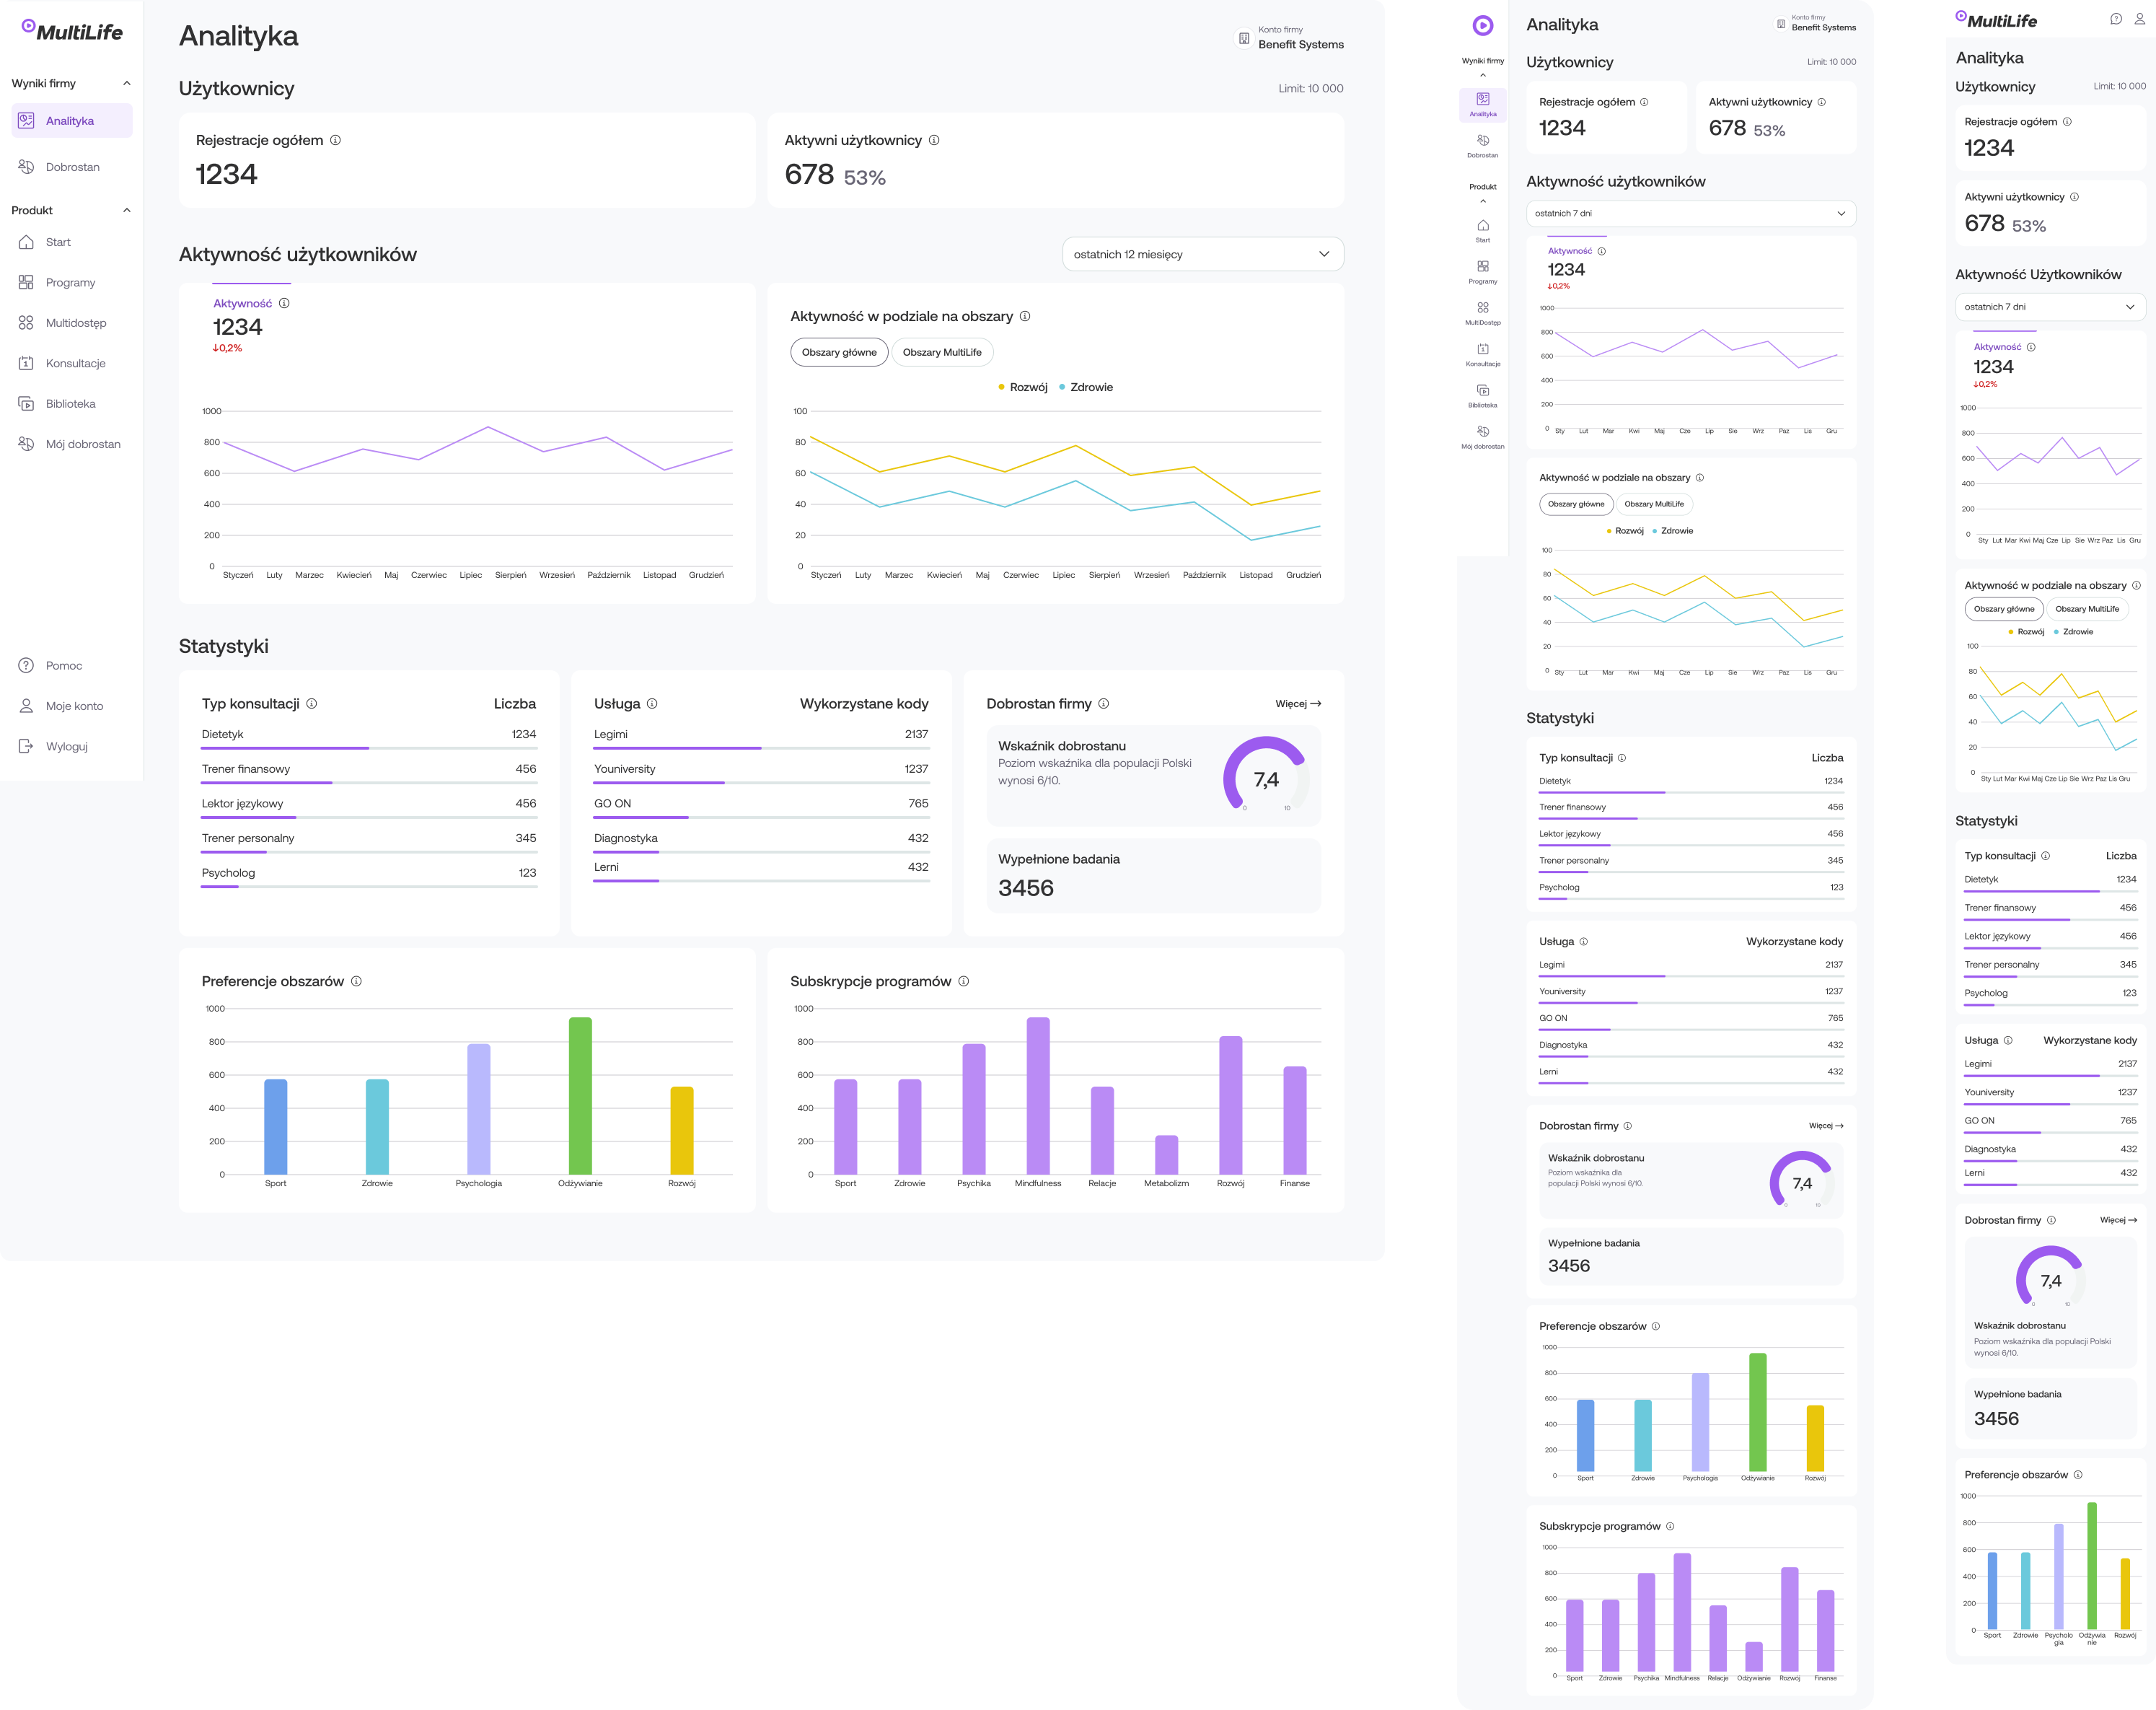 MultiLife
Wyniki firmy
Analityka
Dobrostan
Produkt
Start
Programy
Multidostęp
Konsultacje
Biblioteka
Mój dobrostan
Pomoc
Moje konto
Wyloguj
Analityka
Konto firmy
Benefit Systems
Użytkownicy
Limit: 10 000
Rejestracje ogółem
1234
Aktywni użytkownicy
678 53%
Aktywność użytkowników
ostatnich 12 miesięcy
Aktywność
1234
↓0,2%
1000
800
600
400
200
0
Styczeń Luty Marzec Kwiecień Maj Czerwiec Lipiec Sierpień Wrzesień Październik Listopad Grudzień
Aktywność w podziale na obszary
Obszary główne Obszary MultiLife
Rozwój Zdrowie
100
80
60
40
20
0
Styczeń Luty Marzec Kwiecień Maj Czerwiec Lipiec Sierpień Wrzesień Październik Listopad Grudzień
Statystyki
Typ konsultacji Liczba
Dietetyk 1234
Trener finansowy 456
Lektor językowy 456
Trener personalny 345
Psycholog 123
Usługa Wykorzystane kody
Legimi 2137
Youniversity 1237
GO ON 765
Diagnostyka 432
Lerni 432
Dobrostan firmy Więcej →
Wskaźnik dobrostanu
Poziom wskaźnika dla populacji Polski
wynosi 6/10.
7,4
0 10
Wypełnione badania
3456
Preferencje obszarów
1000
800
600
400
200
0
Sport Zdrowie Psychologia Odżywianie Rozwój
Subskrypcje programów
1000
800
600
400
200
0
Sport Zdrowie Psychika Mindfulness Relacje Metabolizm Rozwój Finanse
Wyniki firmy
Analityka
Dobrostan
Produkt
Start
Programy
MultiDostęp
Konsultacje
Biblioteka
Mój dobrostan
Analityka
Konto firmy
Benefit Systems
Użytkownicy
Limit: 10 000
Rejestracje ogółem
1234
Aktywni użytkownicy
678 53%
Aktywność użytkowników
ostatnich 7 dni
Aktywność
1234
↓0,2%
1000
800
600
400
200
0
Sty Lut Mar Kwi Maj Cze Lip Sie Wrz Paz Lis Gru
Aktywność w podziale na obszary
Obszary główne Obszary MultiLife
Rozwój Zdrowie
100
80
60
40
20
0
Sty Lut Mar Kwi Maj Cze Lip Sie Wrz Paz Lis Gru
Statystyki
Typ konsultacji Liczba
Dietetyk 1234
Trener finansowy 456
Lektor językowy 456
Trener personalny 345
Psycholog 123
Usługa Wykorzystane kody
Legimi 2137
Youniversity 1237
GO ON 765
Diagnostyka 432
Lerni 432
Dobrostan firmy Więcej →
Wskaźnik dobrostanu
Poziom wskaźnika dla
populacji Polski wynosi 6/10.
7,4
0 10
Wypełnione badania
3456
Preferencje obszarów
1000
800
600
400
200
0
Sport Zdrowie Psychologia Odżywianie Rozwój
Subskrypcje programów
1000
800
600
400
200
0
Sport Zdrowie Psychika Mindfulness Relacje Odżywianie Rozwój Finanse
MultiLife
Analityka
Użytkownicy
Limit: 10 000
Rejestracje ogółem
1234
Aktywni użytkownicy
678 53%
Aktywność Użytkowników
ostatnich 7 dni
Aktywność
1234
↓0,2%
1000
800
600
400
200
0
Sty Lut Mar Kwi Maj Cze Lip Sie Wrz Paz Lis Gru
Aktywność w podziale na obszary
Obszary główne Obszary MultiLife
Rozwój Zdrowie
100
80
60
40
20
0
Sty Lut Mar Kwi Maj Cze Lip Sie Wrz Paz Lis Gru
Statystyki
Typ konsultacji Liczba
Dietetyk 1234
Trener finansowy 456
Lektor językowy 456
Trener personalny 345
Psycholog 123
Usługa Wykorzystane kody
Legimi 2137
Youniversity 1237
GO ON 765
Diagnostyka 432
Lerni 432
Dobrostan firmy Więcej →
7,4
0 10
Wskaźnik dobrostanu
Poziom wskaźnika dla populacji Polski
wynosi 6/10.
Wypełnione badania
3456
Preferencje obszarów
1000
800
600
400
200
0
Sport Zdrowie Psycholo Odżywia Rozwój
gia nie